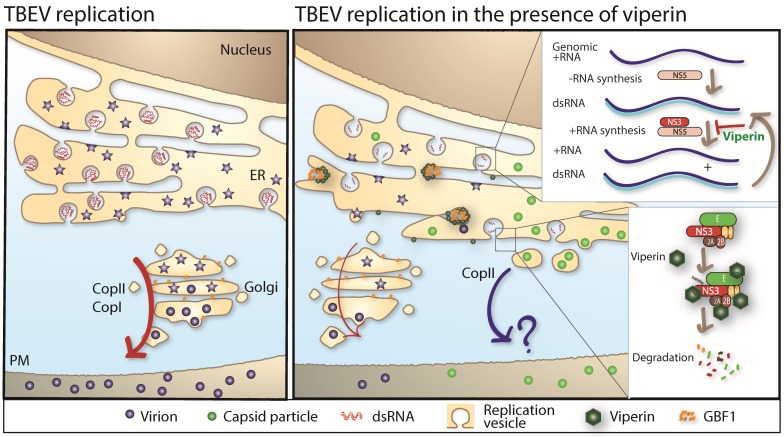 TBEV replication
TBEV replication in the presence of viperin
Nucleus
ER
CopII
CopI
Golgi
PM
CopII
?
Genomic
+RNA
-RNA synthesis
NS5
dsRNA
NS3
+RNA synthesis
NS5
Viperin
+RNA
+
dsRNA
E
NS3
2A
2B
Viperin
E
NS3
2A
2B
Degradation
Virion
Capsid particle
dsRNA
Replication
vesicle
Viperin
GBF1